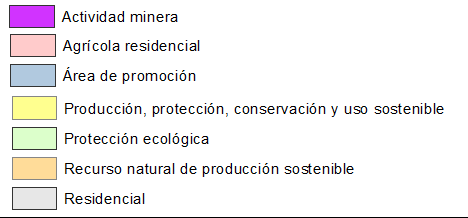 Actividad minera
Agrícola residencial
Área de promoción
Producción, protección, conservación y uso sostenible
Protección ecológica
Recurso natural de producción sostenible
Residencial